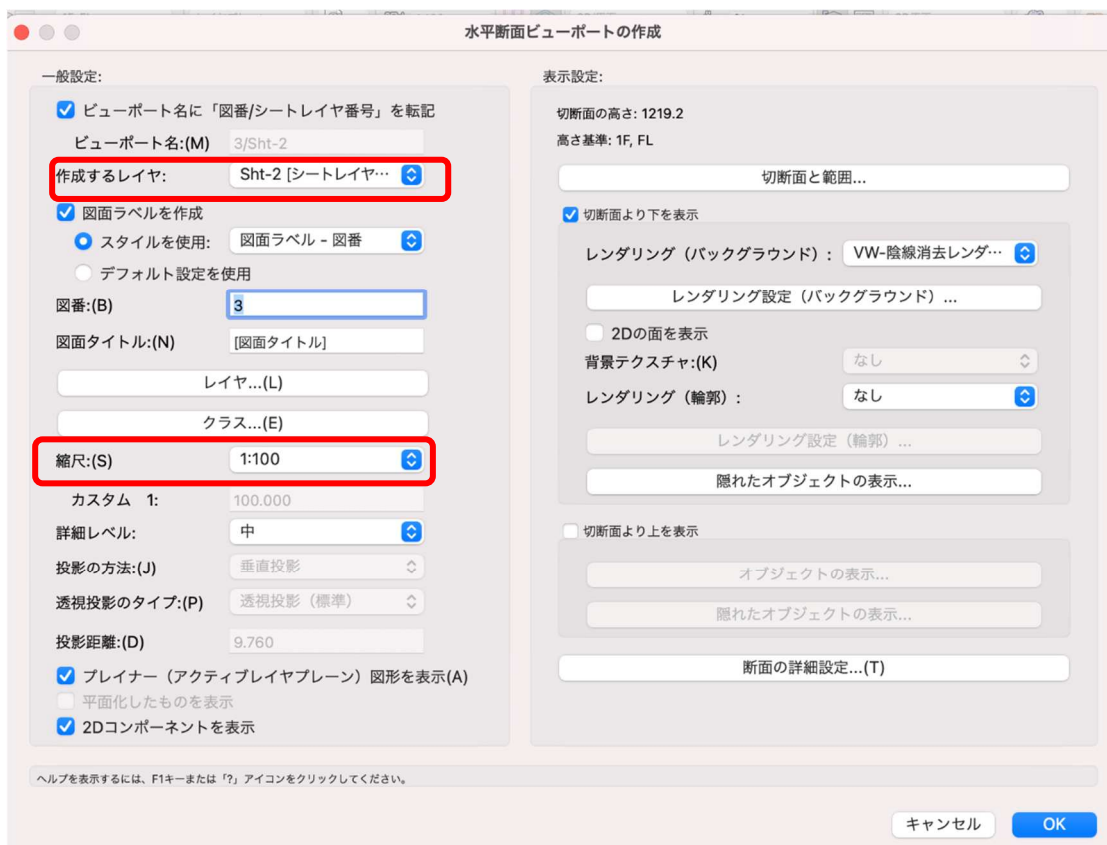 水平断面ビューポートの作成
一般設定:
ビューポート名に「図番/シートレイヤ番号」を転記
ビューポート名:(M) 3/Sht-2
作成するレイヤ: Sht-2 [シートレイヤ…
図面ラベルを作成
スタイルを使用: 図面ラベル - 図番
デフォルト設定を使用
図番:(B) 3
図面タイトル:(N) [図面タイトル]
レイヤ...(L)
クラス...(E)
縮尺:(S) 1:100
カスタム 1: 100.000
詳細レベル: 中
投影の方法:(J) 垂直投影
透視投影のタイプ:(P) 透視投影（標準）
投影距離:(D) 9.760
プレイナー（アクティブレイヤプレーン）図形を表示(A)
平面化したものを表示
2Dコンポーネントを表示
表示設定:
切断面の高さ: 1219.2
高さ基準: 1F, FL
切断面と範囲...
切断面より下を表示
レンダリング（バックグラウンド）: VW-陰線消去レンダ…
レンダリング設定（バックグラウンド）...
2Dの面を表示
背景テクスチャ:(K) なし
レンダリング（輪郭）: なし
レンダリング設定（輪郭）...
隠れたオブジェクトの表示...
切断面より上を表示
オブジェクトの表示...
隠れたオブジェクトの表示...
断面の詳細設定...(T)
ヘルプを表示するには、F1キーまたは「?」アイコンをクリックしてください。
キャンセル OK